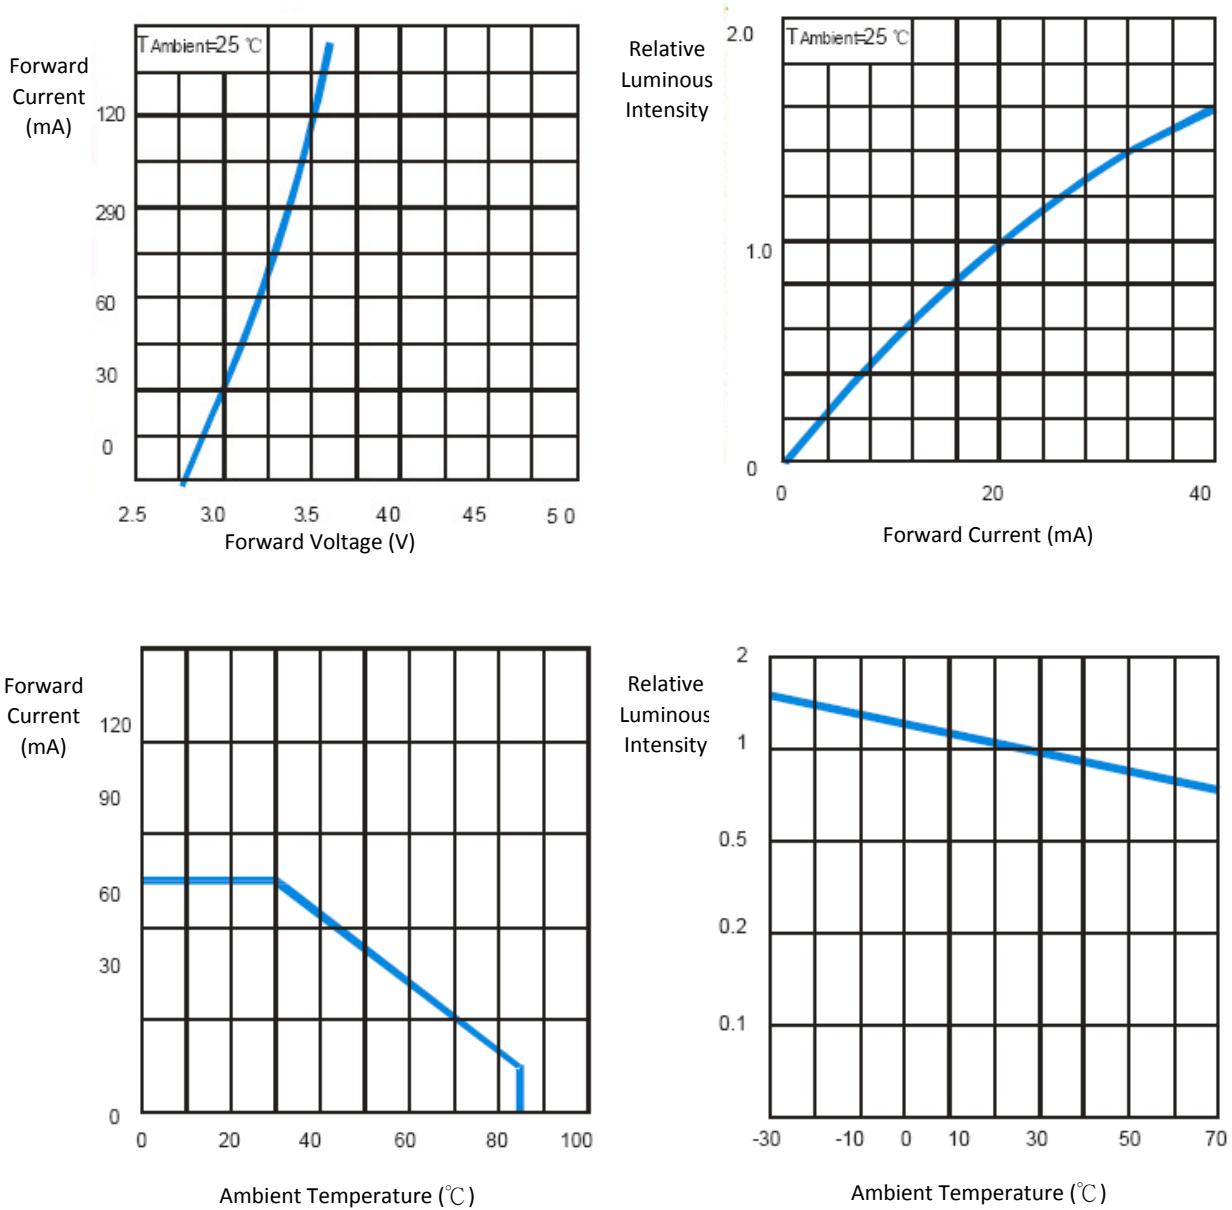 Forward
Current
(mA)
TAmbient=25 ℃
120
290
60
30
0
2.5 3.0 3.5 40 45 5 0
Forward Voltage (V)
Relative
Luminous
Intensity
TAmbient=25 ℃
2.0
1.0
0
0 20 40
Forward Current (mA)
Forward
Current
(mA)
120
90
60
30
0
0 20 40 60 80 100
Ambient Temperature (℃)
Relative
Luminous
Intensity
2
1
0.5
0.2
0.1
-30 -10 0 10 30 50 70
Ambient Temperature (℃)